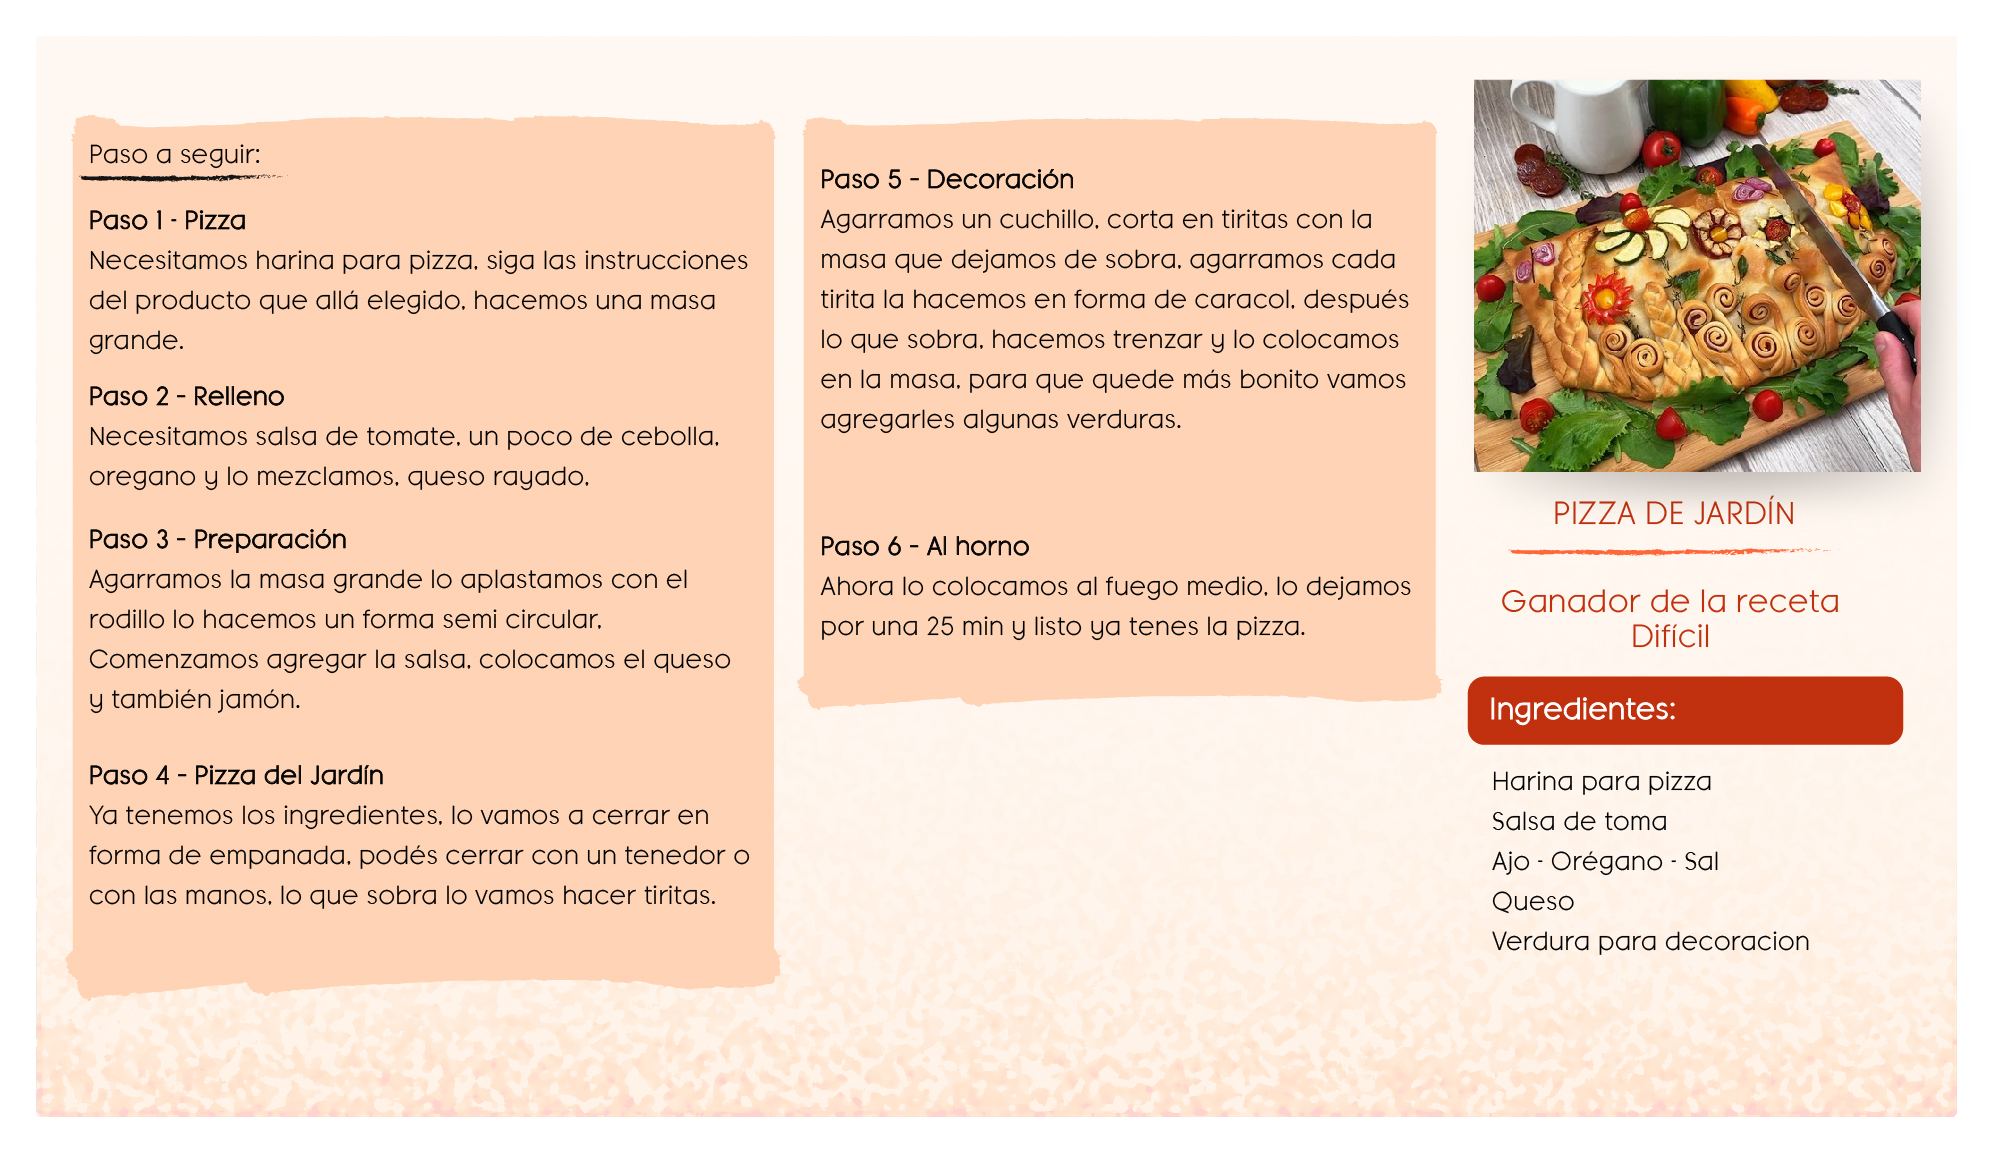 Paso a seguir:
Paso 1 - Pizza
Necesitamos harina para pizza, siga las instrucciones
del producto que allá elegido, hacemos una masa
grande.
Paso 2 - Relleno
Necesitamos salsa de tomate, un poco de cebolla,
oregano y lo mezclamos, queso rayado,
Paso 3 - Preparación
Agarramos la masa grande lo aplastamos con el
rodillo lo hacemos un forma semi circular,
Comenzamos agregar la salsa, colocamos el queso
y también jamón.
Paso 4 - Pizza del Jardín
Ya tenemos los ingredientes, lo vamos a cerrar en
forma de empanada, podés cerrar con un tenedor o
con las manos, lo que sobra lo vamos hacer tiritas.
Paso 5 - Decoración
Agarramos un cuchillo, corta en tiritas con la
masa que dejamos de sobra, agarramos cada
tirita la hacemos en forma de caracol, después
lo que sobra, hacemos trenzar y lo colocamos
en la masa, para que quede más bonito vamos
agregarles algunas verduras.
Paso 6 - Al horno
Ahora lo colocamos al fuego medio, lo dejamos
por una 25 min y listo ya tenes la pizza.
PIZZA DE JARDÍN
Ganador de la receta
Difícil
Ingredientes:
Harina para pizza
Salsa de toma
Ajo - Orégano - Sal
Queso
Verdura para decoracion